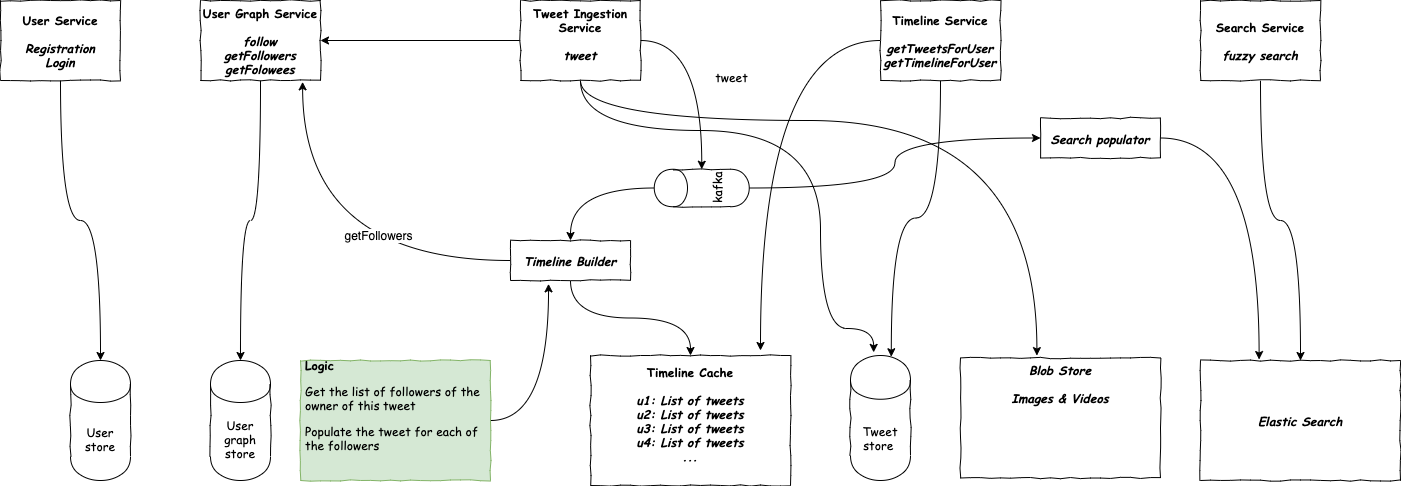 User Service
Registration
Login
User Graph Service
follow
getFollowers
getFolowees
Tweet Ingestion
Service
tweet
Timeline Service
getTweetsForUser
getTimelineForUser
Search Service
fuzzy search
tweet
Search populator
kafka
getFollowers
Timeline Builder
Logic
Get the list of followers of the
owner of this tweet
Populate the tweet for each of
the followers
Timeline Cache
u1: List of tweets
u2: List of tweets
u3: List of tweets
u4: List of tweets
...
Blob Store
Images & Videos
User
store
User
graph
store
Tweet
store
Elastic Search